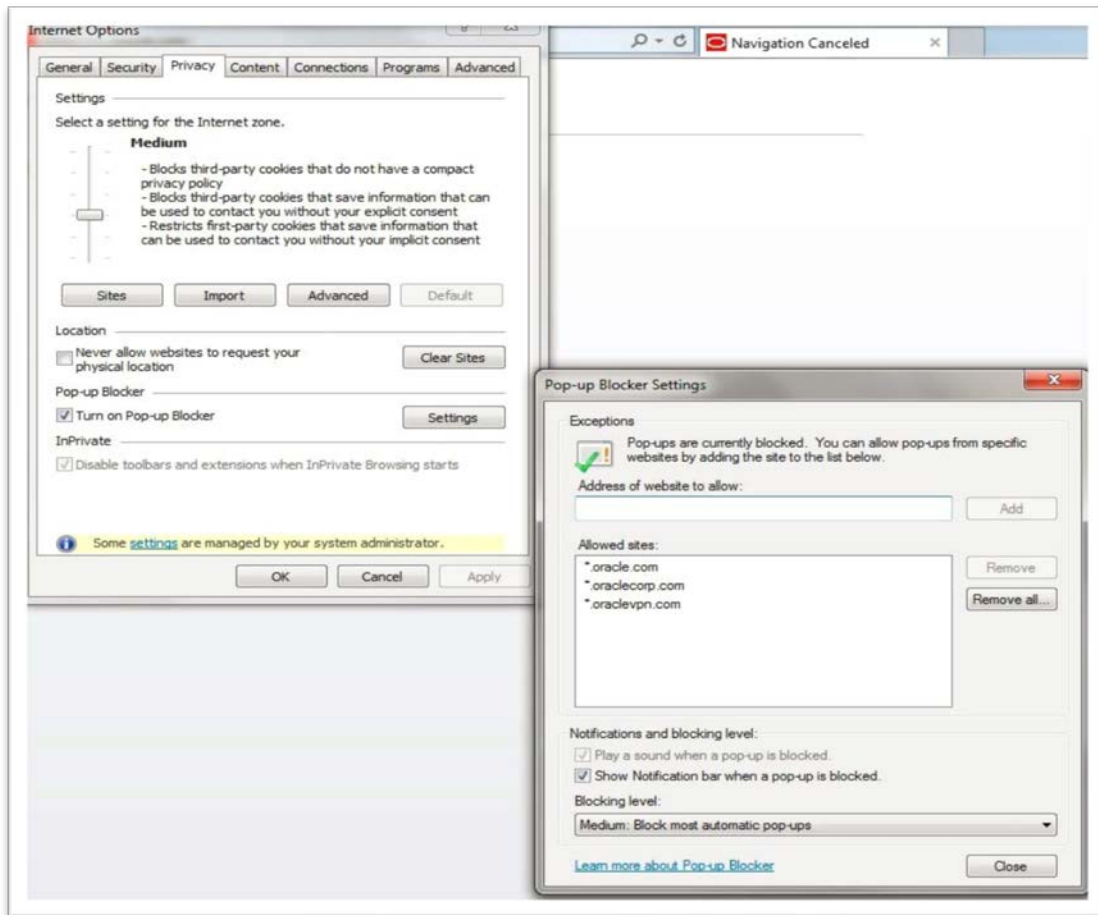 Internet Options
Navigation Canceled
General Security Privacy Content Connections Programs Advanced
Settings
Select a setting for the Internet zone.
Medium
- Blocks third-party cookies that do not have a compact
privacy policy
- Blocks third-party cookies that save information that can
be used to contact you without your explicit consent
- Restricts first-party cookies that save information that
can be used to contact you without your implicit consent
Sites Import Advanced Default
Location
Never allow websites to request your
physical location
Clear Sites
Pop-up Blocker
Turn on Pop-up Blocker
Settings
InPrivate
Disable toolbars and extensions when InPrivate Browsing starts
Some settings are managed by your system administrator.
OK Cancel Apply
Pop-up Blocker Settings
Exceptions
Pop-ups are currently blocked. You can allow pop-ups from specific
websites by adding the site to the list below.
Address of website to allow:
Add
Allowed sites:
*.oracle.com
*.oraclecorp.com
*.oraclevpn.com
Remove
Remove all...
Notifications and blocking level:
Play a sound when a pop-up is blocked.
Show Notification bar when a pop-up is blocked.
Blocking level:
Medium: Block most automatic pop-ups
Learn more about Pop-up Blocker
Close